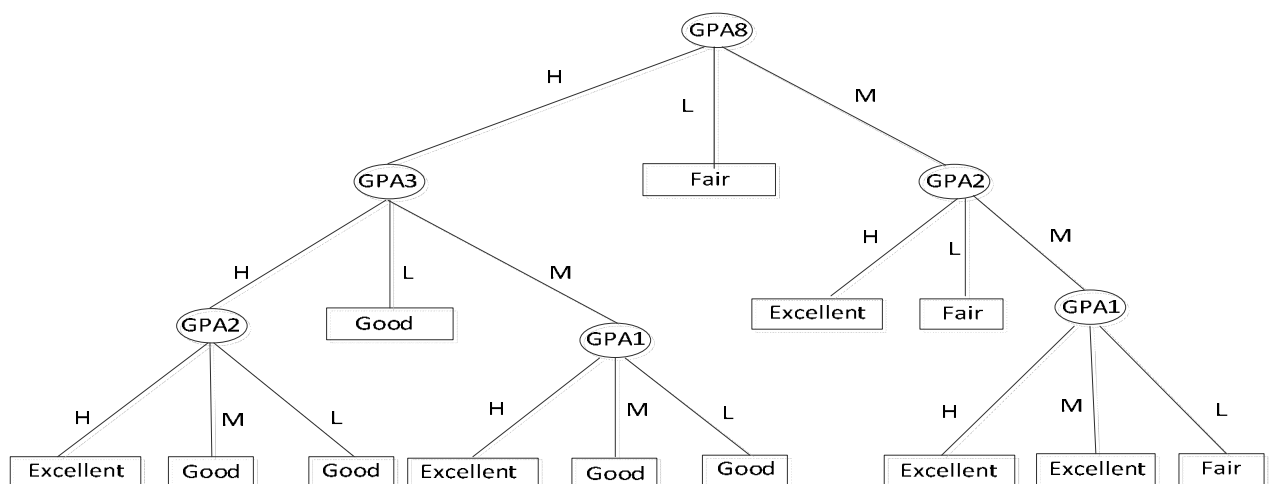 GPA8
H
L
M
GPA3
Fair
GPA2
H
L
M
H
L
M
GPA2
Good
GPA1
Excellent
Fair
GPA1
H
M
L
H
M
L
H
M
L
Excellent
Good
Good
Excellent
Good
Good
Excellent
Excellent
Fair